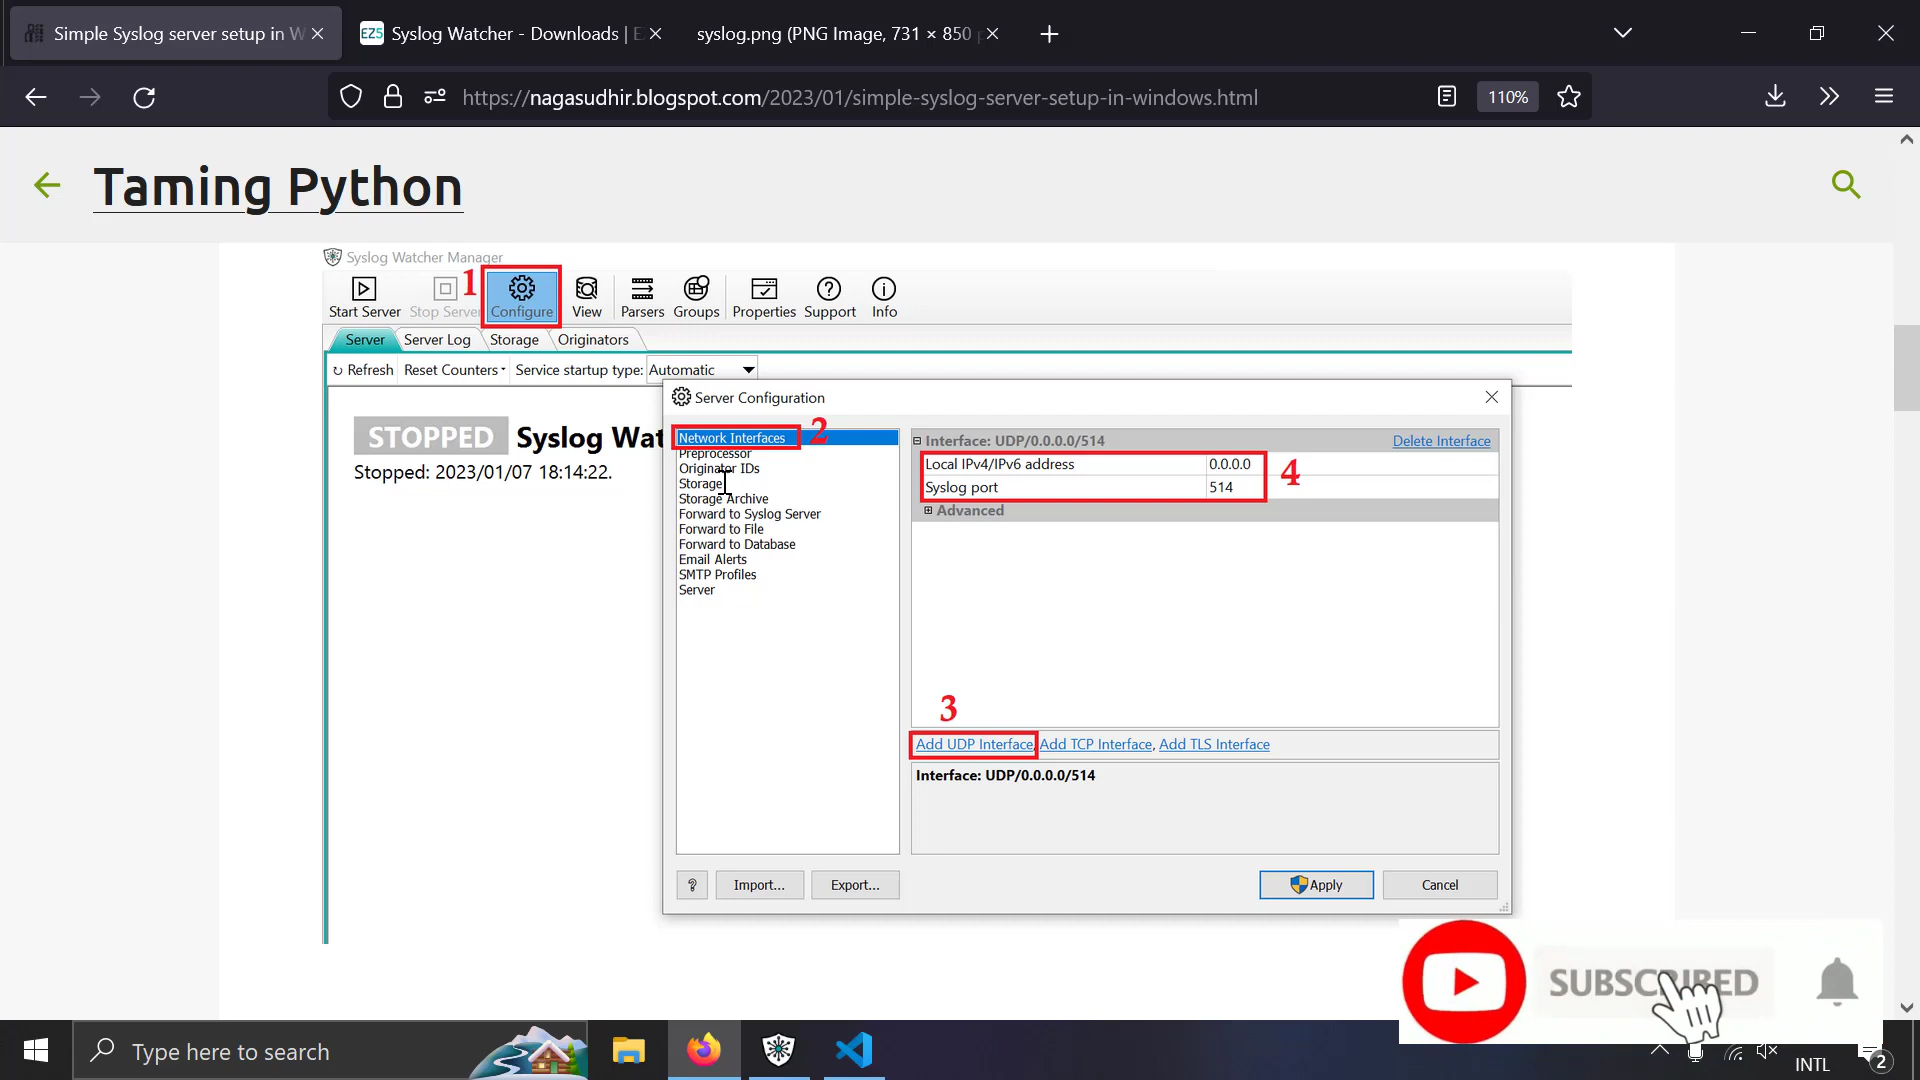 Simple Syslog server setup in W
EZ5 Syslog Watcher - Downloads | E
syslog.png (PNG Image, 731 × 850 p
https://nagasudhir.blogspot.com/2023/01/simple-syslog-server-setup-in-windows.html
110%
Taming Python
Syslog Watcher Manager
1
Start Server Stop Server Configure View Parsers Groups Properties Support Info
Server Server Log Storage Originators
Refresh Reset Counters Service startup type: Automatic
Server Configuration
STOPPED Syslog Wat
Stopped: 2023/01/07 18:14:22.
Network Interfaces 2
Preprocessor
Originator IDs
Storage
Storage Archive
Forward to Syslog Server
Forward to File
Forward to Database
Email Alerts
SMTP Profiles
Server
Interface: UDP/0.0.0.0/514 Delete Interface
Local IPv4/IPv6 address 0.0.0.0
Syslog port 514
4
Advanced
3
Add UDP Interface, Add TCP Interface, Add TLS Interface
Interface: UDP/0.0.0.0/514
? Import... Export... Apply Cancel
SUBSCRIBED
Type here to search
INTL
2